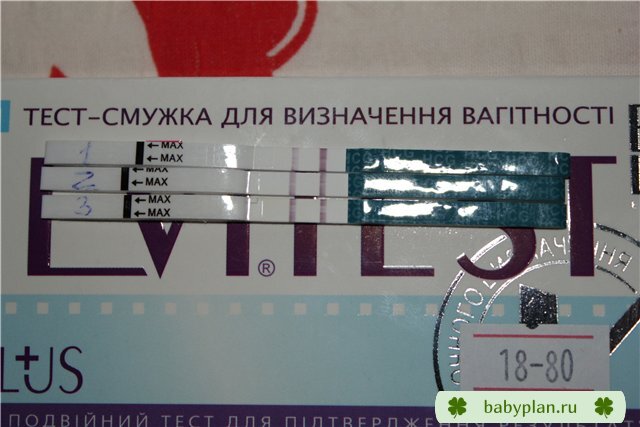 ТЕСТ-СМУЖКА ДЛЯ ВИЗНАЧЕННЯ ВАГІТНОСТІ
1 ←MAX
←MAX
2 ←MAX
←MAX
3 ←MAX
←MAX
EVITEST®
LUS
18-80
babyplan.ru
ПОДВІЙНИЙ ТЕСТ ДЛЯ ПІДТВЕРДЖЕННЯ